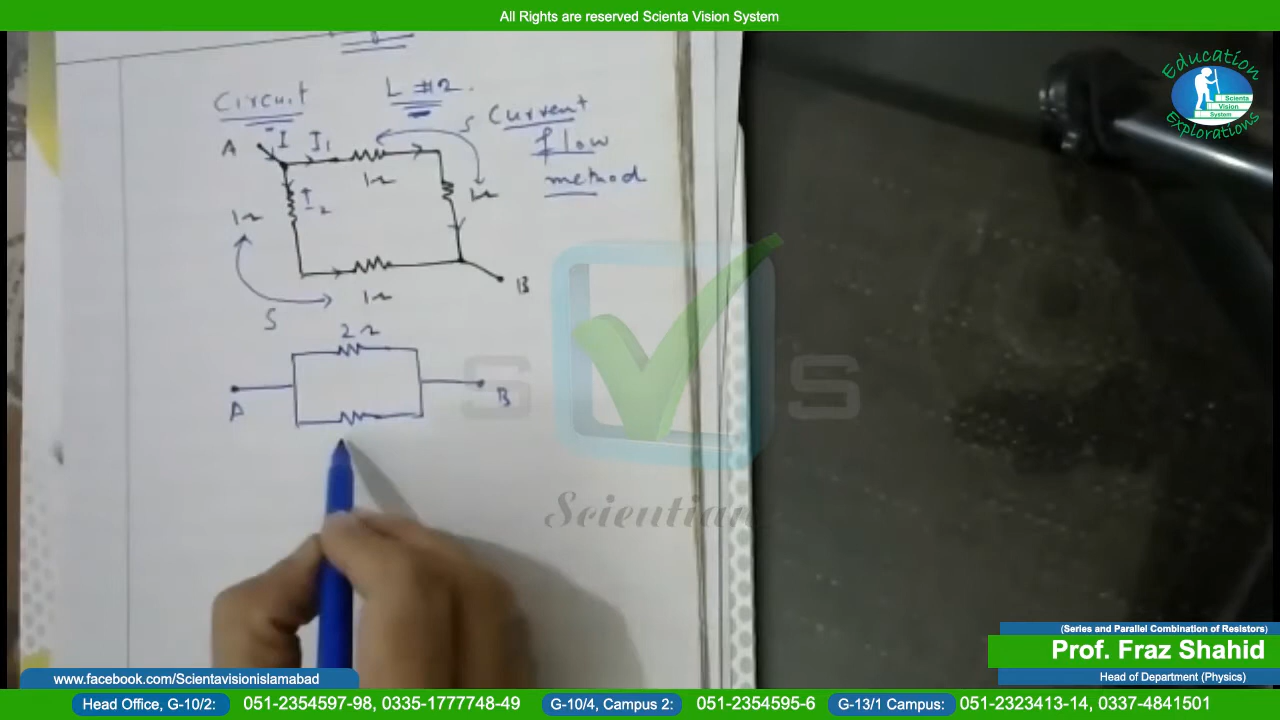 All Rights are reserved Scienta Vision System
Education
Scienta
Vision
System
Explorations
Circuit
L #2.
Current
flow
method
S
A
I
I1
1Ω
1Ω
I2
1Ω
1Ω
B
S
2Ω
A
B
S
S
Scientian
(Series and Parallel Combination of Resistors)
Prof. Fraz Shahid
Head of Department (Physics)
www.facebook.com/Scientavisionislamabad
Head Office, G-10/2: 051-2354597-98, 0335-1777748-49 G-10/4, Campus 2: 051-2354595-6 G-13/1 Campus: 051-2323413-14, 0337-4841501